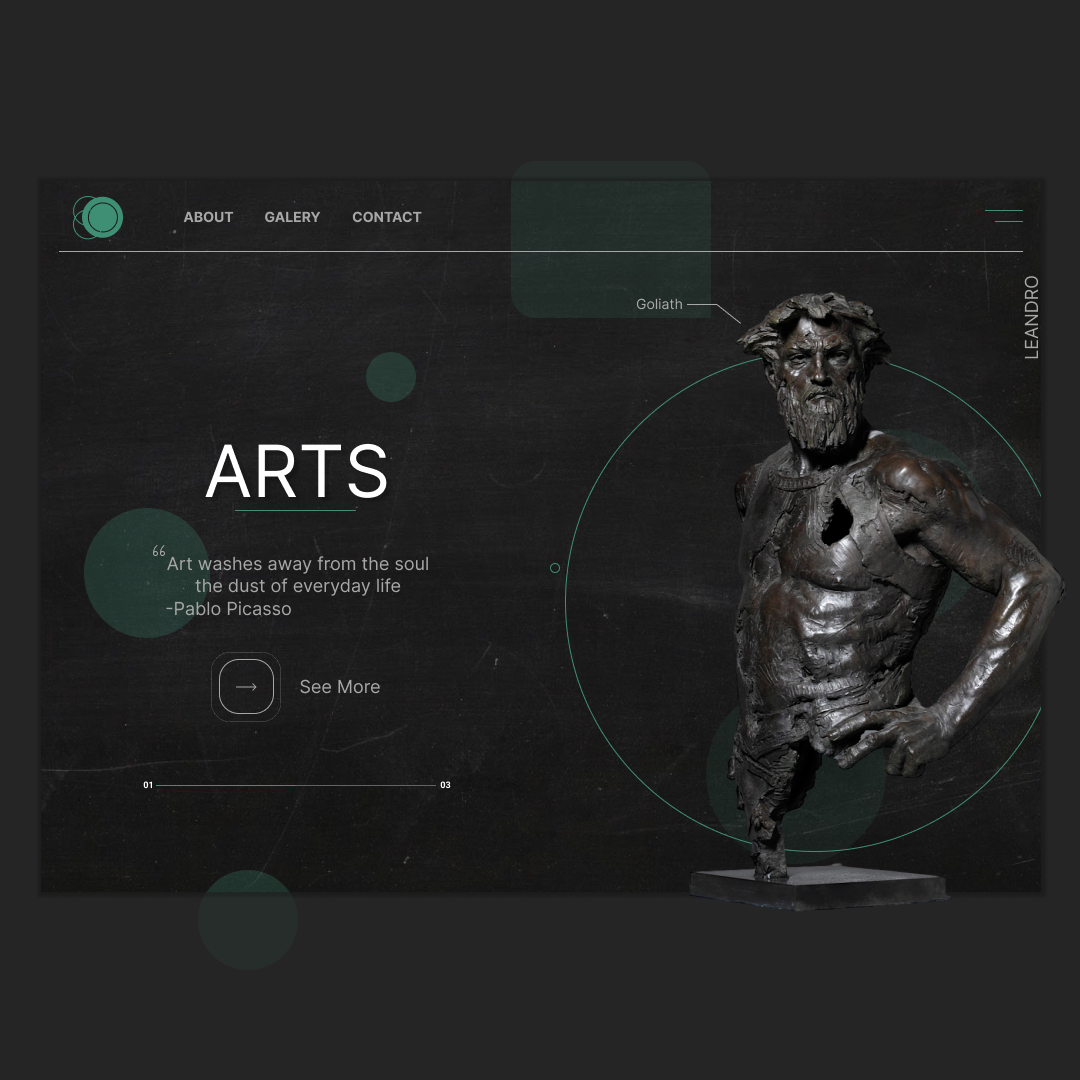 ABOUT GALERY CONTACT
Goliath
LEANDRO
ARTS
“Art washes away from the soul
the dust of everyday life
-Pablo Picasso
See More
01 03